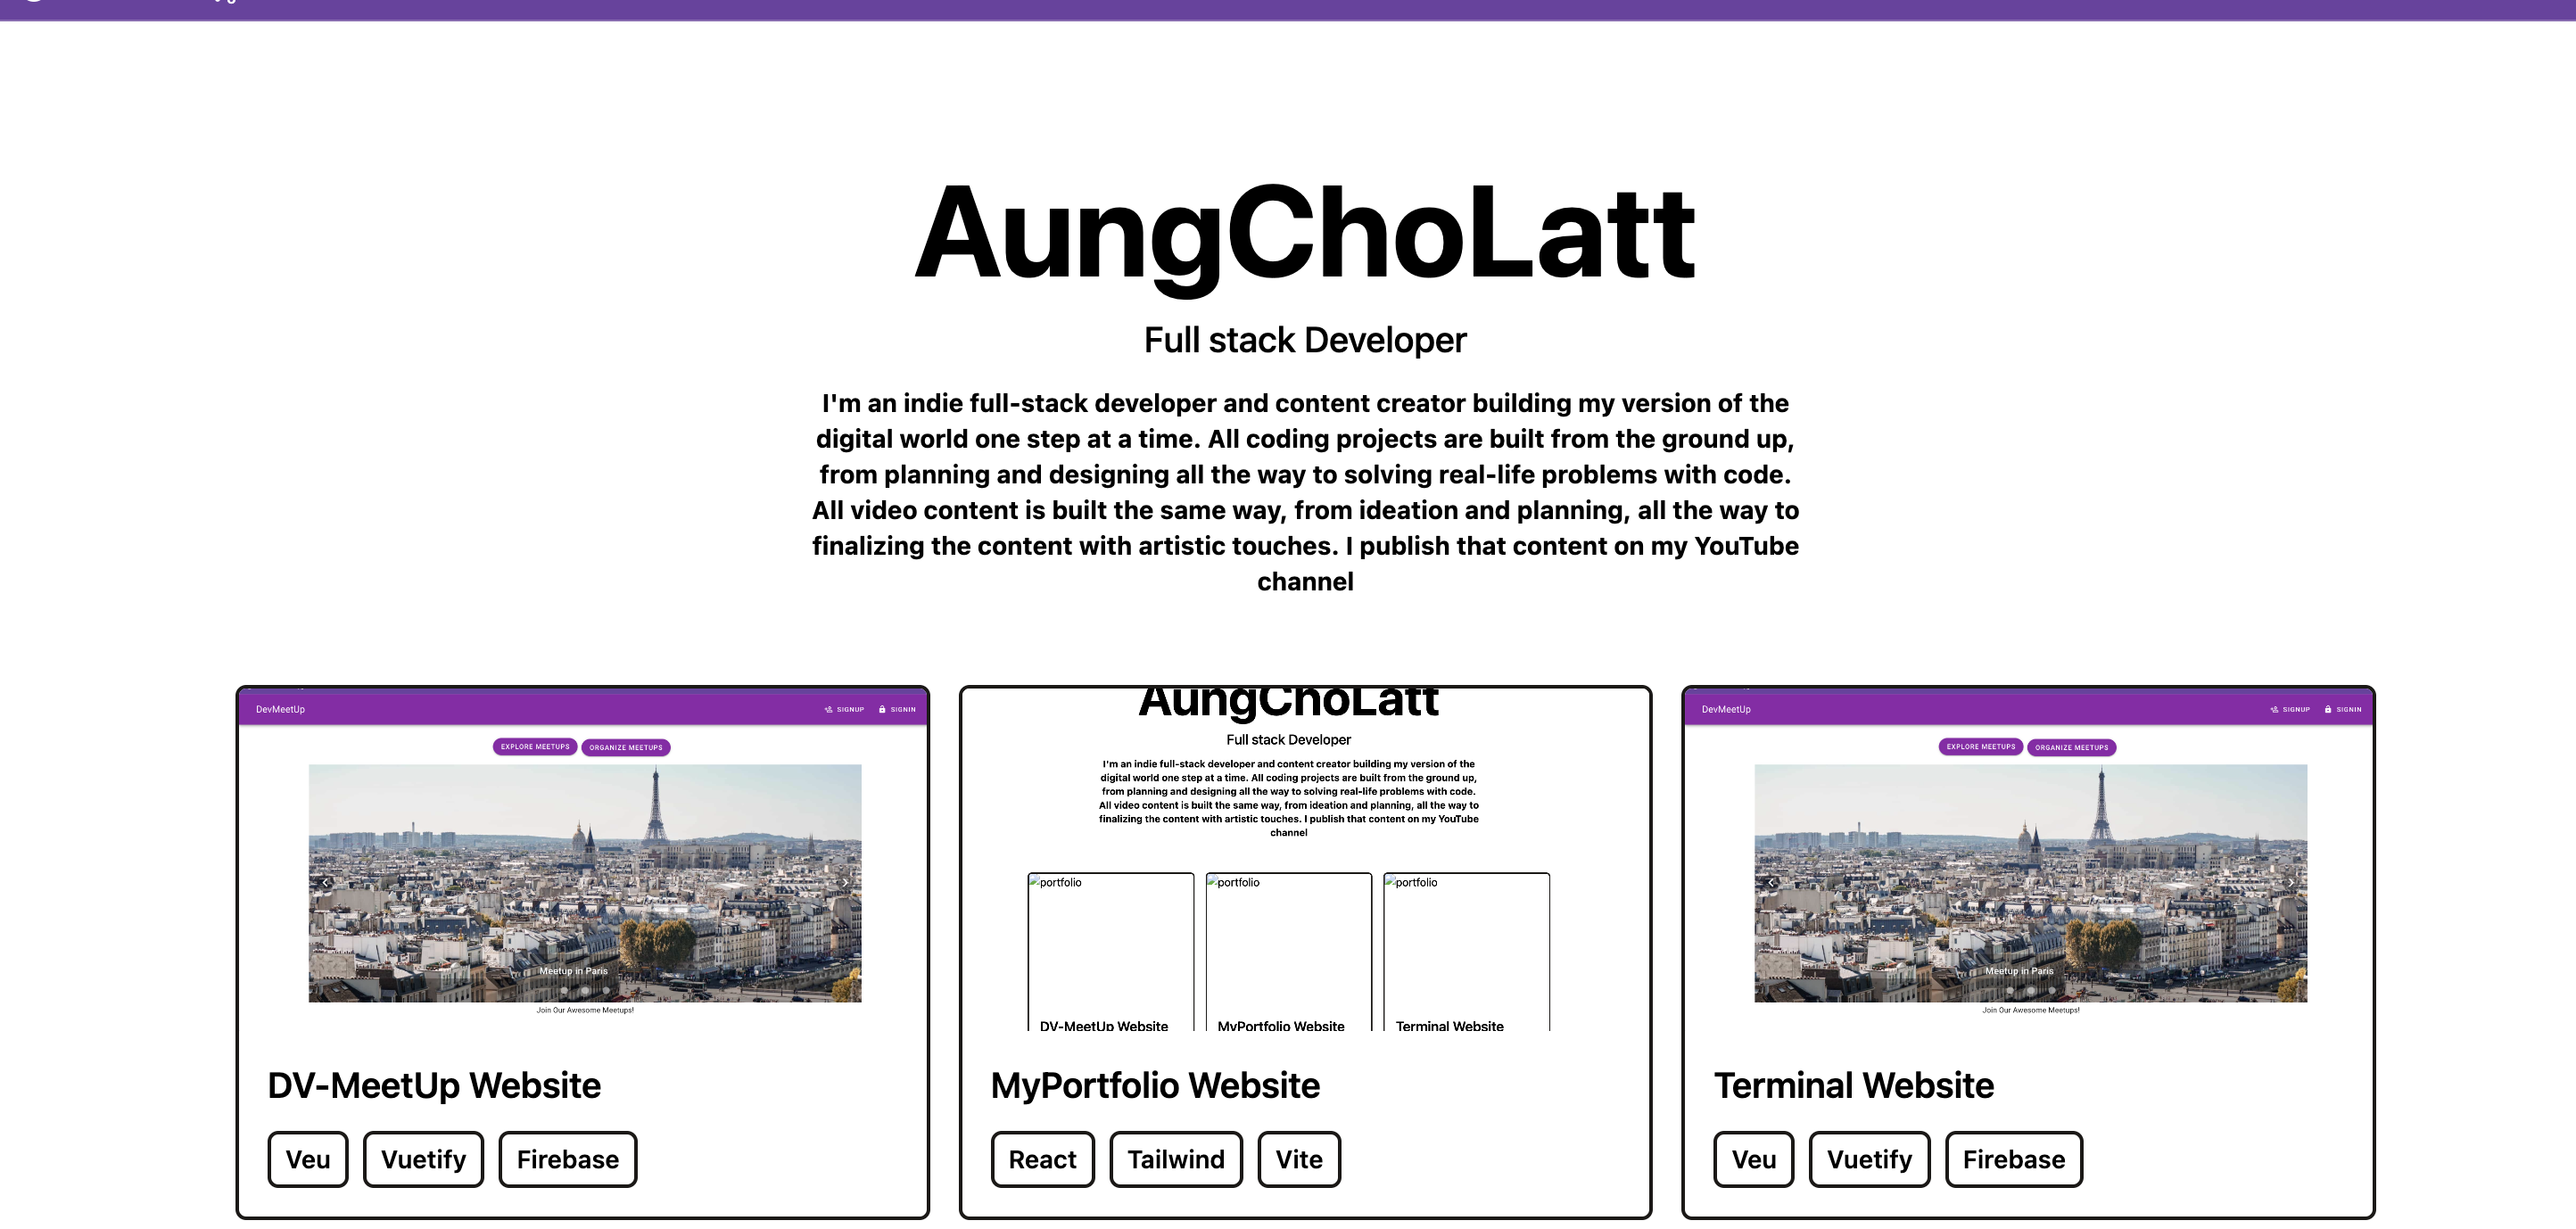 AungChoLatt
Full stack Developer
I'm an indie full-stack developer and content creator building my version of the
digital world one step at a time. All coding projects are built from the ground up,
from planning and designing all the way to solving real-life problems with code.
All video content is built the same way, from ideation and planning, all the way to
finalizing the content with artistic touches. I publish that content on my YouTube
channel
DevMeetUp
SIGNUP
SIGNIN
EXPLORE MEETUPS
ORGANIZE MEETUPS
Meetup in Paris
Join Our Awesome Meetups!
DV-MeetUp Website
Veu
Vuetify
Firebase
AungChoLatt
Full stack Developer
I'm an indie full-stack developer and content creator building my version of the
digital world one step at a time. All coding projects are built from the ground up,
from planning and designing all the way to solving real-life problems with code.
All video content is built the same way, from ideation and planning, all the way to
finalizing the content with artistic touches. I publish that content on my YouTube
channel
portfolio
portfolio
portfolio
DV-MeetUp Website
MyPortfolio Website
Terminal Website
MyPortfolio Website
React
Tailwind
Vite
DevMeetUp
SIGNUP
SIGNIN
EXPLORE MEETUPS
ORGANIZE MEETUPS
Meetup in Paris
Join Our Awesome Meetups!
Terminal Website
Veu
Vuetify
Firebase